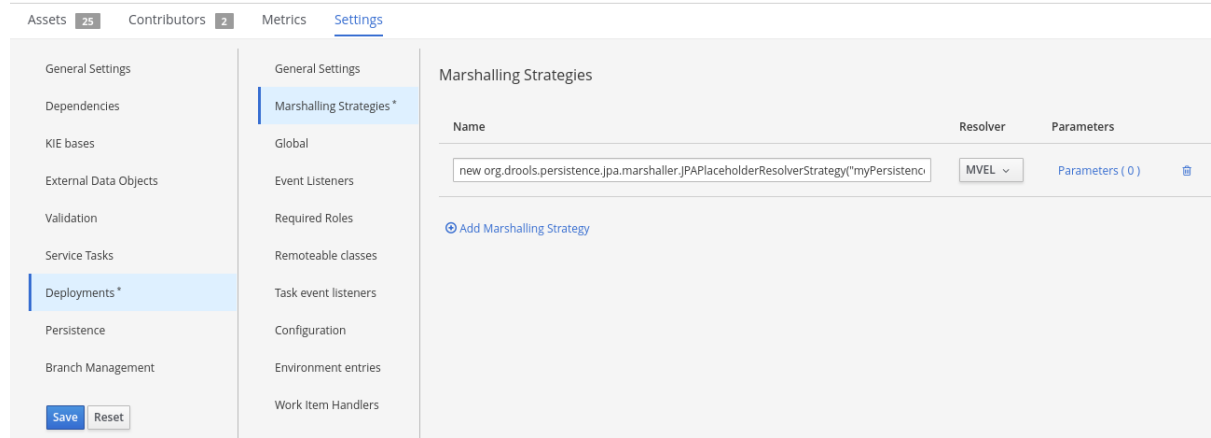 Assets 25 Contributors 2 Metrics Settings
General Settings
Dependencies
KIE bases
External Data Objects
Validation
Service Tasks
Deployments *
Persistence
Branch Management
Save Reset
General Settings
Marshalling Strategies *
Global
Event Listeners
Required Roles
Remoteable classes
Task event listeners
Configuration
Environment entries
Work Item Handlers
Marshalling Strategies
Name Resolver Parameters
new org.drools.persistence.jpa.marshaller.JPAPlaceholderResolverStrategy("myPersistenc MVEL Parameters ( 0 )
Add Marshalling Strategy